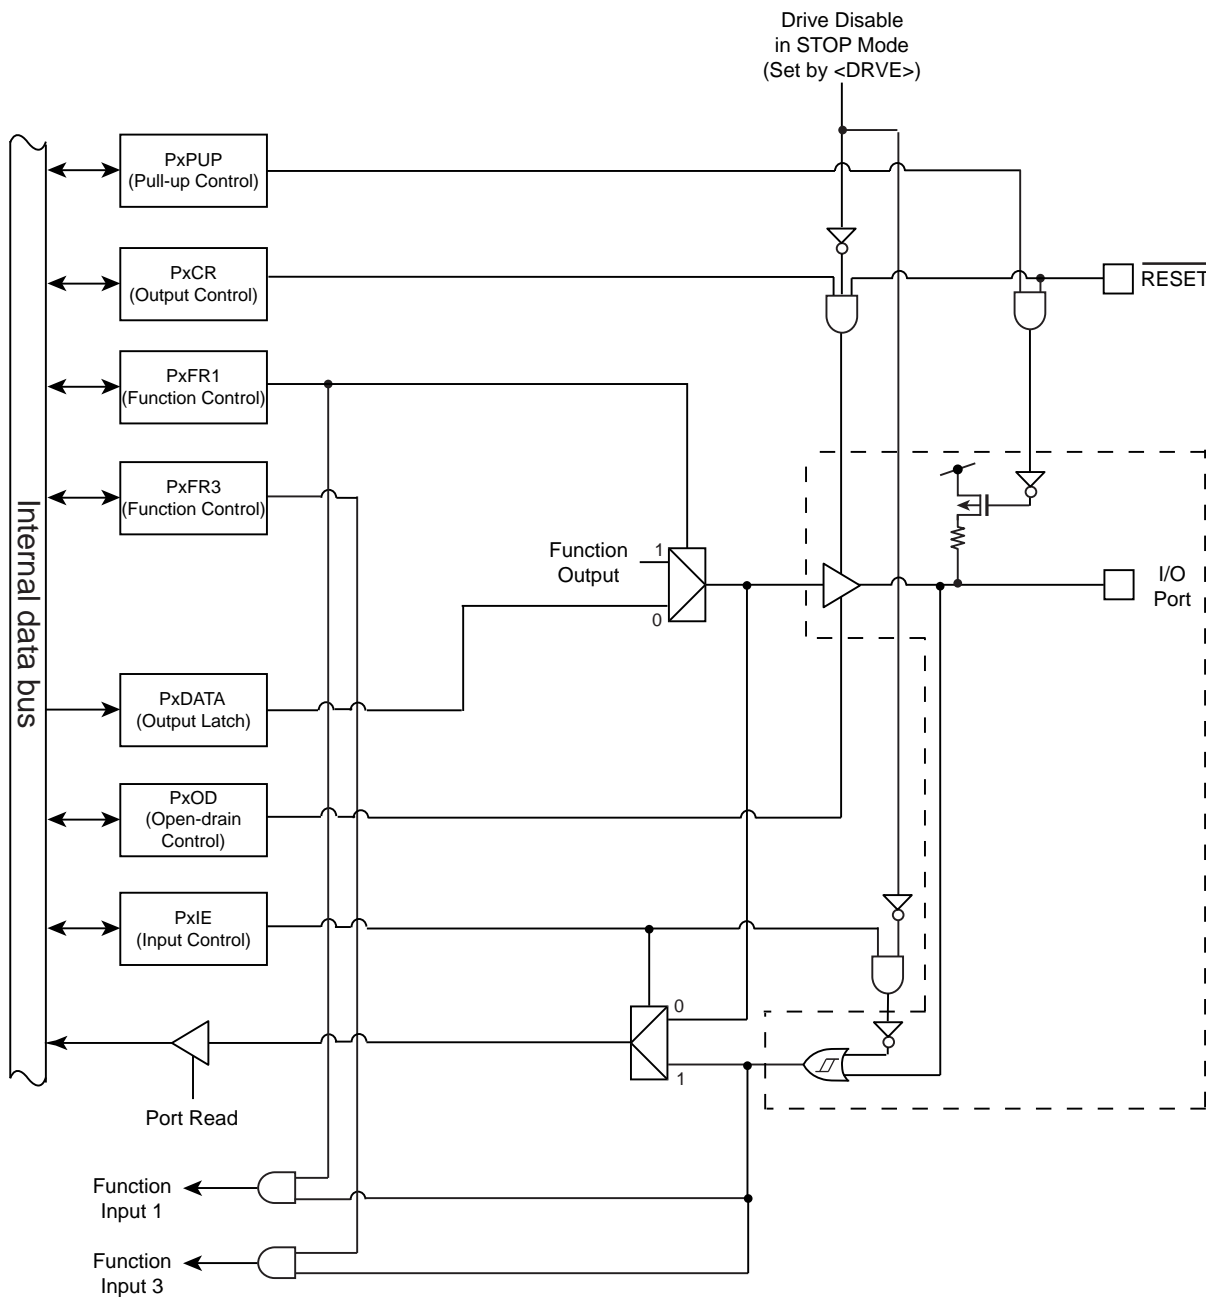 Drive Disable
in STOP Mode
(Set by <DRVE>)
PxPUP
(Pull-up Control)
PxCR
(Output Control)
RESET
PxFR1
(Function Control)
PxFR3
(Function Control)
Internal data bus
Function
Output
1
0
I/O
Port
PxDATA
(Output Latch)
PxOD
(Open-drain
Control)
PxIE
(Input Control)
0
1
Port Read
Function
Input 1
Function
Input 3